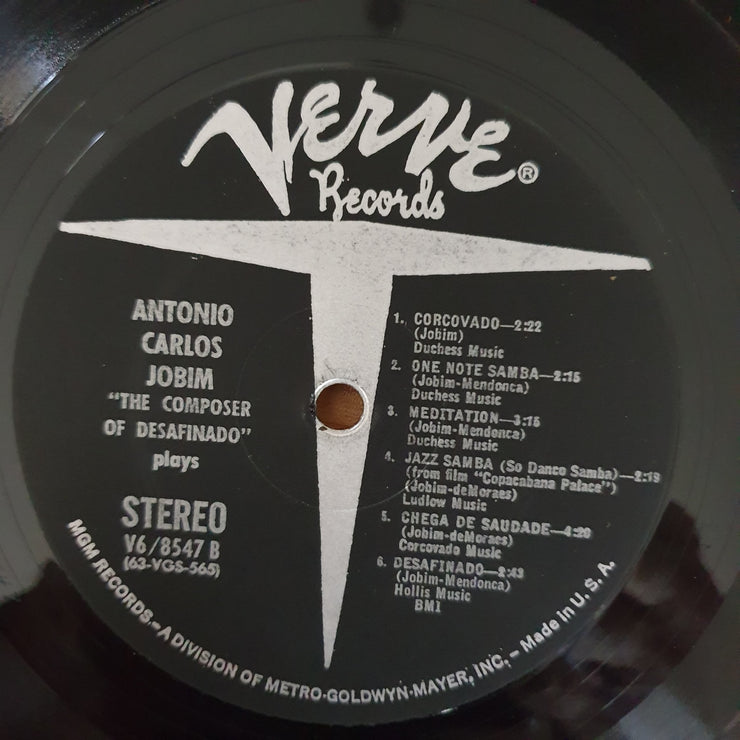 Verve ®
Records
ANTONIO
CARLOS
JOBIM
"THE COMPOSER
OF DESAFINADO"
plays
STEREO
V6/8547 B
(63-VGS-565)
1. CORCOVADO—2:22
(Jobim)
Duchess Music
2. ONE NOTE SAMBA—2:15
(Jobim-Mendonca)
Duchess Music
3. MEDITATION—3:15
(Jobim-Mendonca)
Duchess Music
4. JAZZ SAMBA (So Danco Samba)—2:19
(from film "Copacabana Palace")
(Jobim-deMoraes)
Ludlow Music
5. CHEGA DE SAUDADE—4:20
(Jobim-deMoraes)
Corcovado Music
6. DESAFINADO—2:43
(Jobim-Mendonca)
Hollis Music
BMI
MGM RECORDS—A DIVISION OF METRO-GOLDWYN-MAYER, INC. – Made in U. S. A.